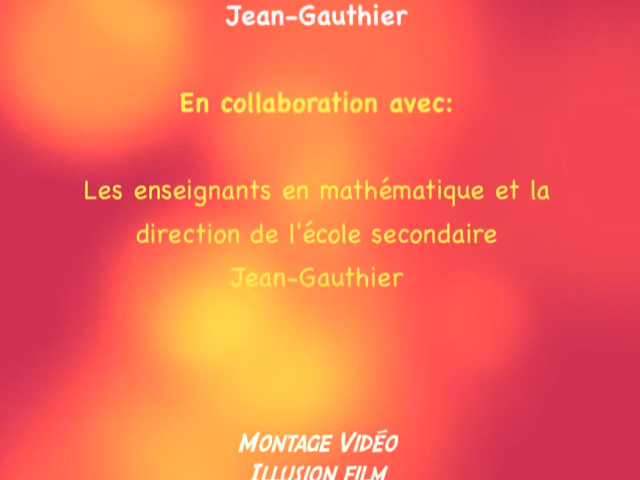 Jean-Gauthier
En collaboration avec:
Les enseignants en mathématique et la
direction de l'école secondaire
Jean-Gauthier
MONTAGE VIDÉO
ILLUSION FILM